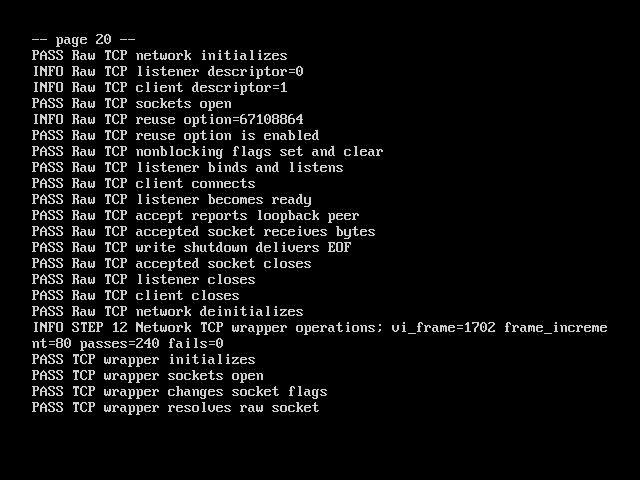 -- page 20 --
PASS Raw TCP network initializes
INFO Raw TCP listener descriptor=0
INFO Raw TCP client descriptor=1
PASS Raw TCP sockets open
INFO Raw TCP reuse option=67108864
PASS Raw TCP reuse option is enabled
PASS Raw TCP nonblocking flags set and clear
PASS Raw TCP listener binds and listens
PASS Raw TCP client connects
PASS Raw TCP listener becomes ready
PASS Raw TCP accept reports loopback peer
PASS Raw TCP accepted socket receives bytes
PASS Raw TCP write shutdown delivers EOF
PASS Raw TCP accepted socket closes
PASS Raw TCP listener closes
PASS Raw TCP client closes
PASS Raw TCP network deinitializes
INFO STEP 12 Network TCP wrapper operations; vi_frame=1702 frame_increme
nt=80 passes=240 fails=0
PASS TCP wrapper initializes
PASS TCP wrapper sockets open
PASS TCP wrapper changes socket flags
PASS TCP wrapper resolves raw socket